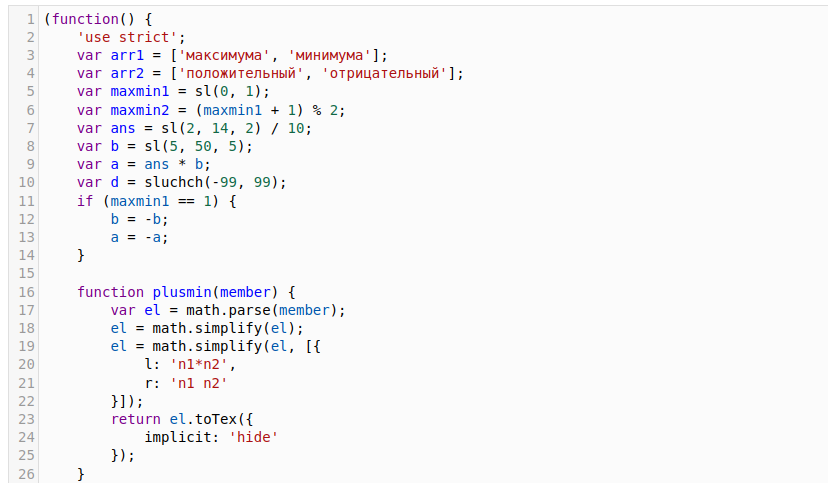 1 (function() {
2 'use strict';
3 var arr1 = ['максимума', 'минимума'];
4 var arr2 = ['положительный', 'отрицательный'];
5 var maxmin1 = sl(0, 1);
6 var maxmin2 = (maxmin1 + 1) % 2;
7 var ans = sl(2, 14, 2) / 10;
8 var b = sl(5, 50, 5);
9 var a = ans * b;
10 var d = sluchch(-99, 99);
11 if (maxmin1 == 1) {
12 b = -b;
13 a = -a;
14 }
15
16 function plusmin(member) {
17 var el = math.parse(member);
18 el = math.simplify(el);
19 el = math.simplify(el, [{
20 l: 'n1*n2',
21 r: 'n1 n2'
22 }]);
23 return el.toTex({
24 implicit: 'hide'
25 });
26 }